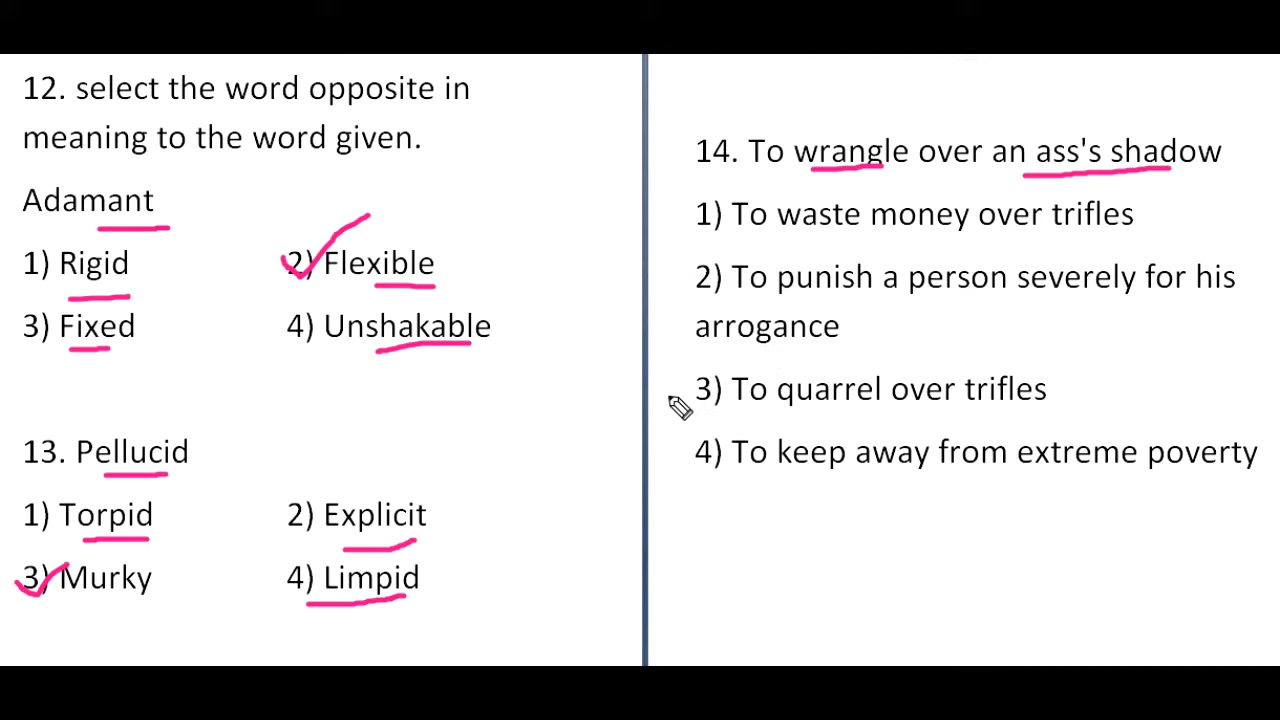 12. select the word opposite in
meaning to the word given.
Adamant
1) Rigid 2) Flexible
3) Fixed 4) Unshakable
13. Pellucid
1) Torpid 2) Explicit
3) Murky 4) Limpid
14. To wrangle over an ass's shadow
1) To waste money over trifles
2) To punish a person severely for his
arrogance
3) To quarrel over trifles
4) To keep away from extreme poverty